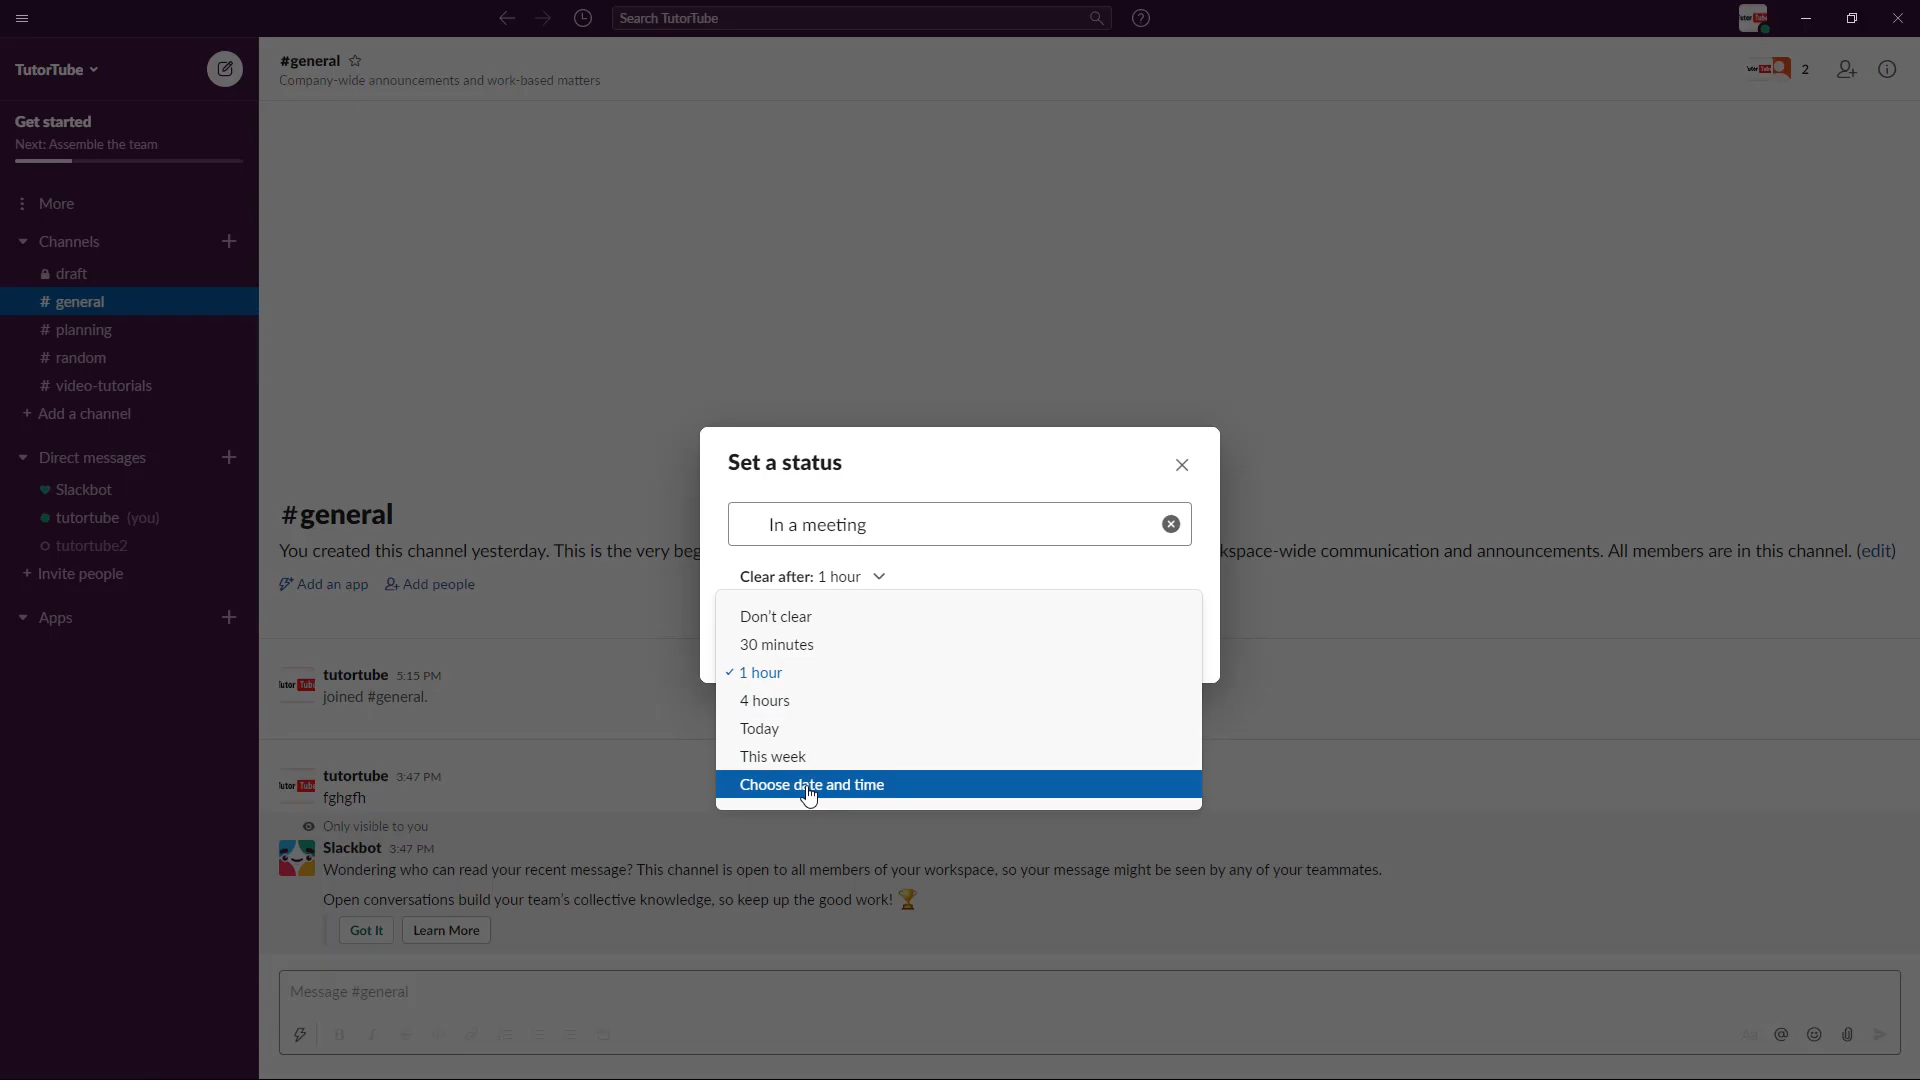 Search TutorTube
TutorTube
#general
Company-wide announcements and work-based matters
2
Get started
Next: Assemble the team
More
Channels
draft
# general
# planning
# random
# video-tutorials
+ Add a channel
Direct messages
Slackbot
tutortube (you)
tutortube2
+ Invite people
Apps
#general
You created this channel yesterday. This is the very beg
kspace-wide communication and announcements. All members are in this channel. (edit)
Add an app
Add people
tutortube 5:15 PM
joined #general.
tutortube 3:47 PM
fghgfh
Only visible to you
Slackbot 3:47 PM
Wondering who can read your recent message? This channel is open to all members of your workspace, so your message might be seen by any of your teammates.
Open conversations build your team's collective knowledge, so keep up the good work!
Got It
Learn More
Message #general
Set a status
In a meeting
Clear after: 1 hour
Don't clear
30 minutes
1 hour
4 hours
Today
This week
Choose date and time